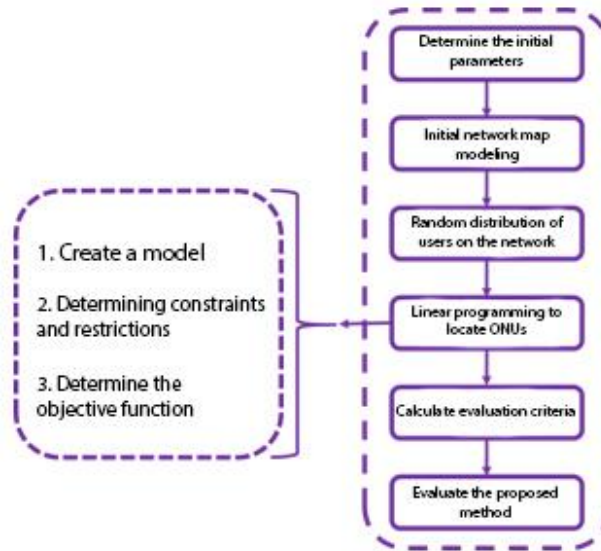 Determine the initial
parameters
Initial network map
modeling
Random distribution of
users on the network
Linear programming to
locate ONUs
Calculate evaluation criteria
Evaluate the proposed
method
1. Create a model
2. Determining constraints
and restrictions
3. Determine the
objective function